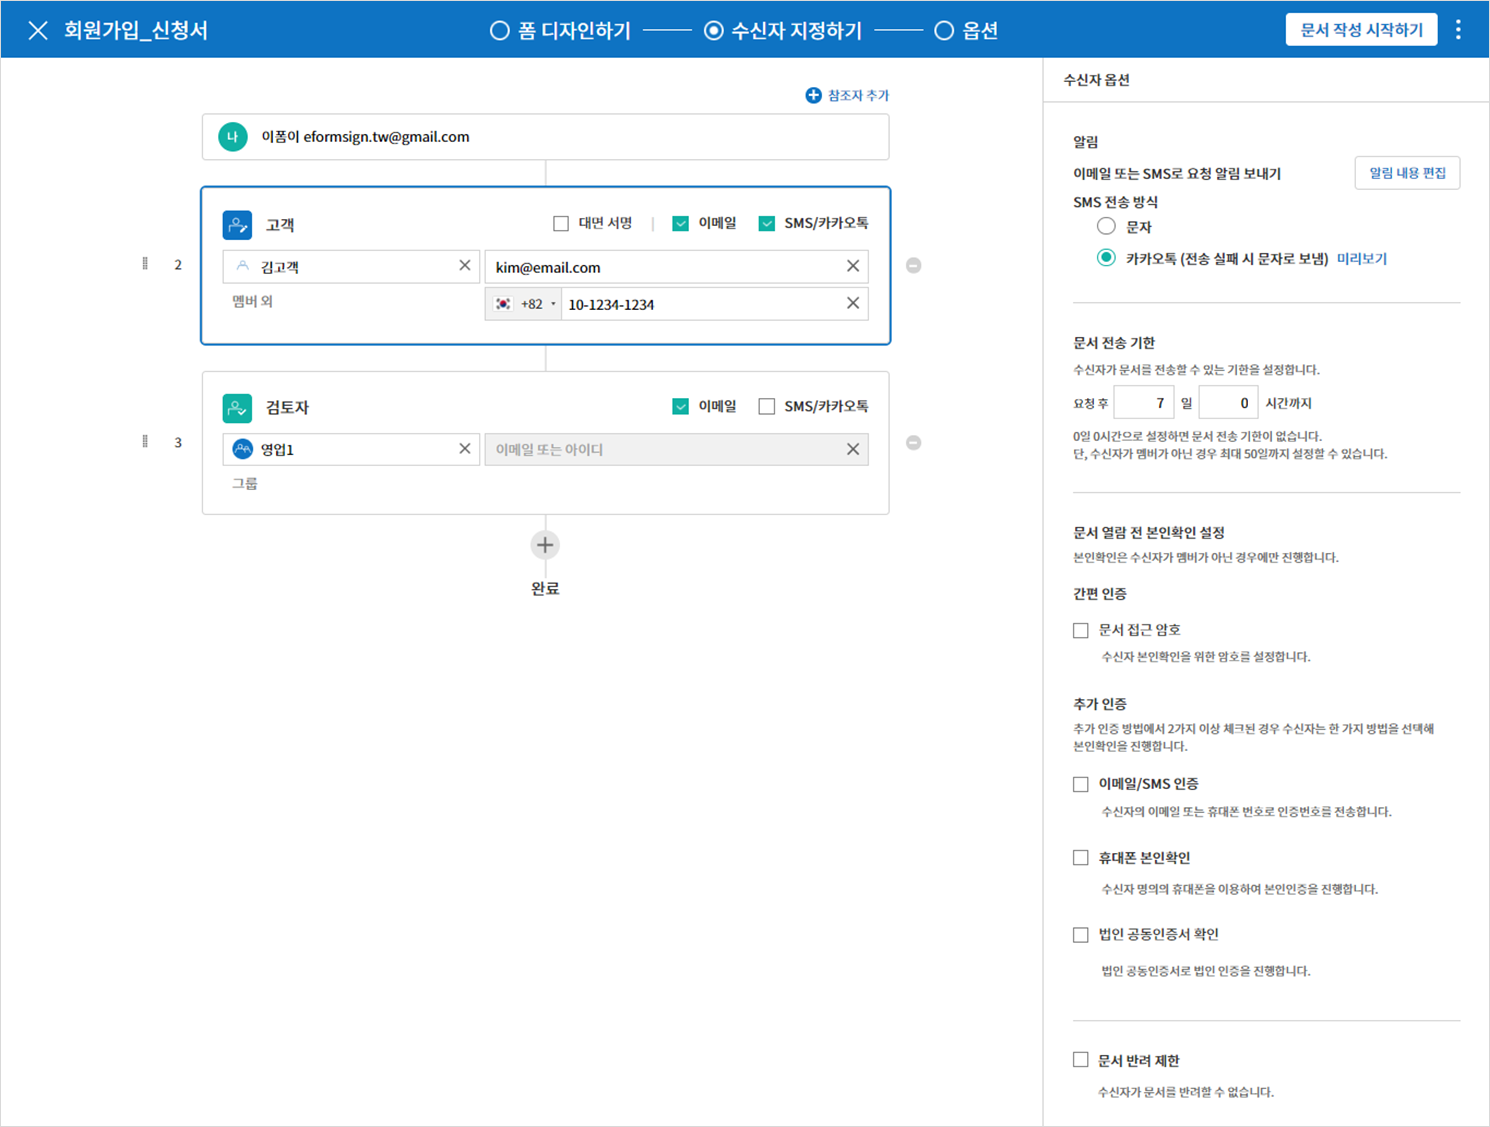 회원가입_신청서
폼 디자인하기
수신자 지정하기
옵션
문서 작성 시작하기
참조자 추가
나
이폼이 eformsign.tw@gmail.com
2
고객
대면 서명
|
이메일
SMS/카카오톡
김고객
kim@email.com
멤버 외
+82
10-1234-1234
3
검토자
이메일
SMS/카카오톡
영업1
이메일 또는 아이디
그룹
완료
수신자 옵션
알림
이메일 또는 SMS로 요청 알림 보내기
알림 내용 편집
SMS 전송 방식
문자
카카오톡 (전송 실패 시 문자로 보냄) 미리보기
문서 전송 기한
수신자가 문서를 전송할 수 있는 기한을 설정합니다.
요청 후 7 일 0 시간까지
0일 0시간으로 설정하면 문서 전송 기한이 없습니다.
단, 수신자가 멤버가 아닌 경우 최대 50일까지 설정할 수 있습니다.
문서 열람 전 본인확인 설정
본인확인은 수신자가 멤버가 아닌 경우에만 진행합니다.
간편 인증
문서 접근 암호
수신자 본인확인을 위한 암호를 설정합니다.
추가 인증
추가 인증 방법에서 2가지 이상 체크된 경우 수신자는 한 가지 방법을 선택해
본인확인을 진행합니다.
이메일/SMS 인증
수신자의 이메일 또는 휴대폰 번호로 인증번호를 전송합니다.
휴대폰 본인확인
수신자 명의의 휴대폰을 이용하여 본인인증을 진행합니다.
법인 공동인증서 확인
법인 공동인증서로 법인 인증을 진행합니다.
문서 반려 제한
수신자가 문서를 반려할 수 없습니다.